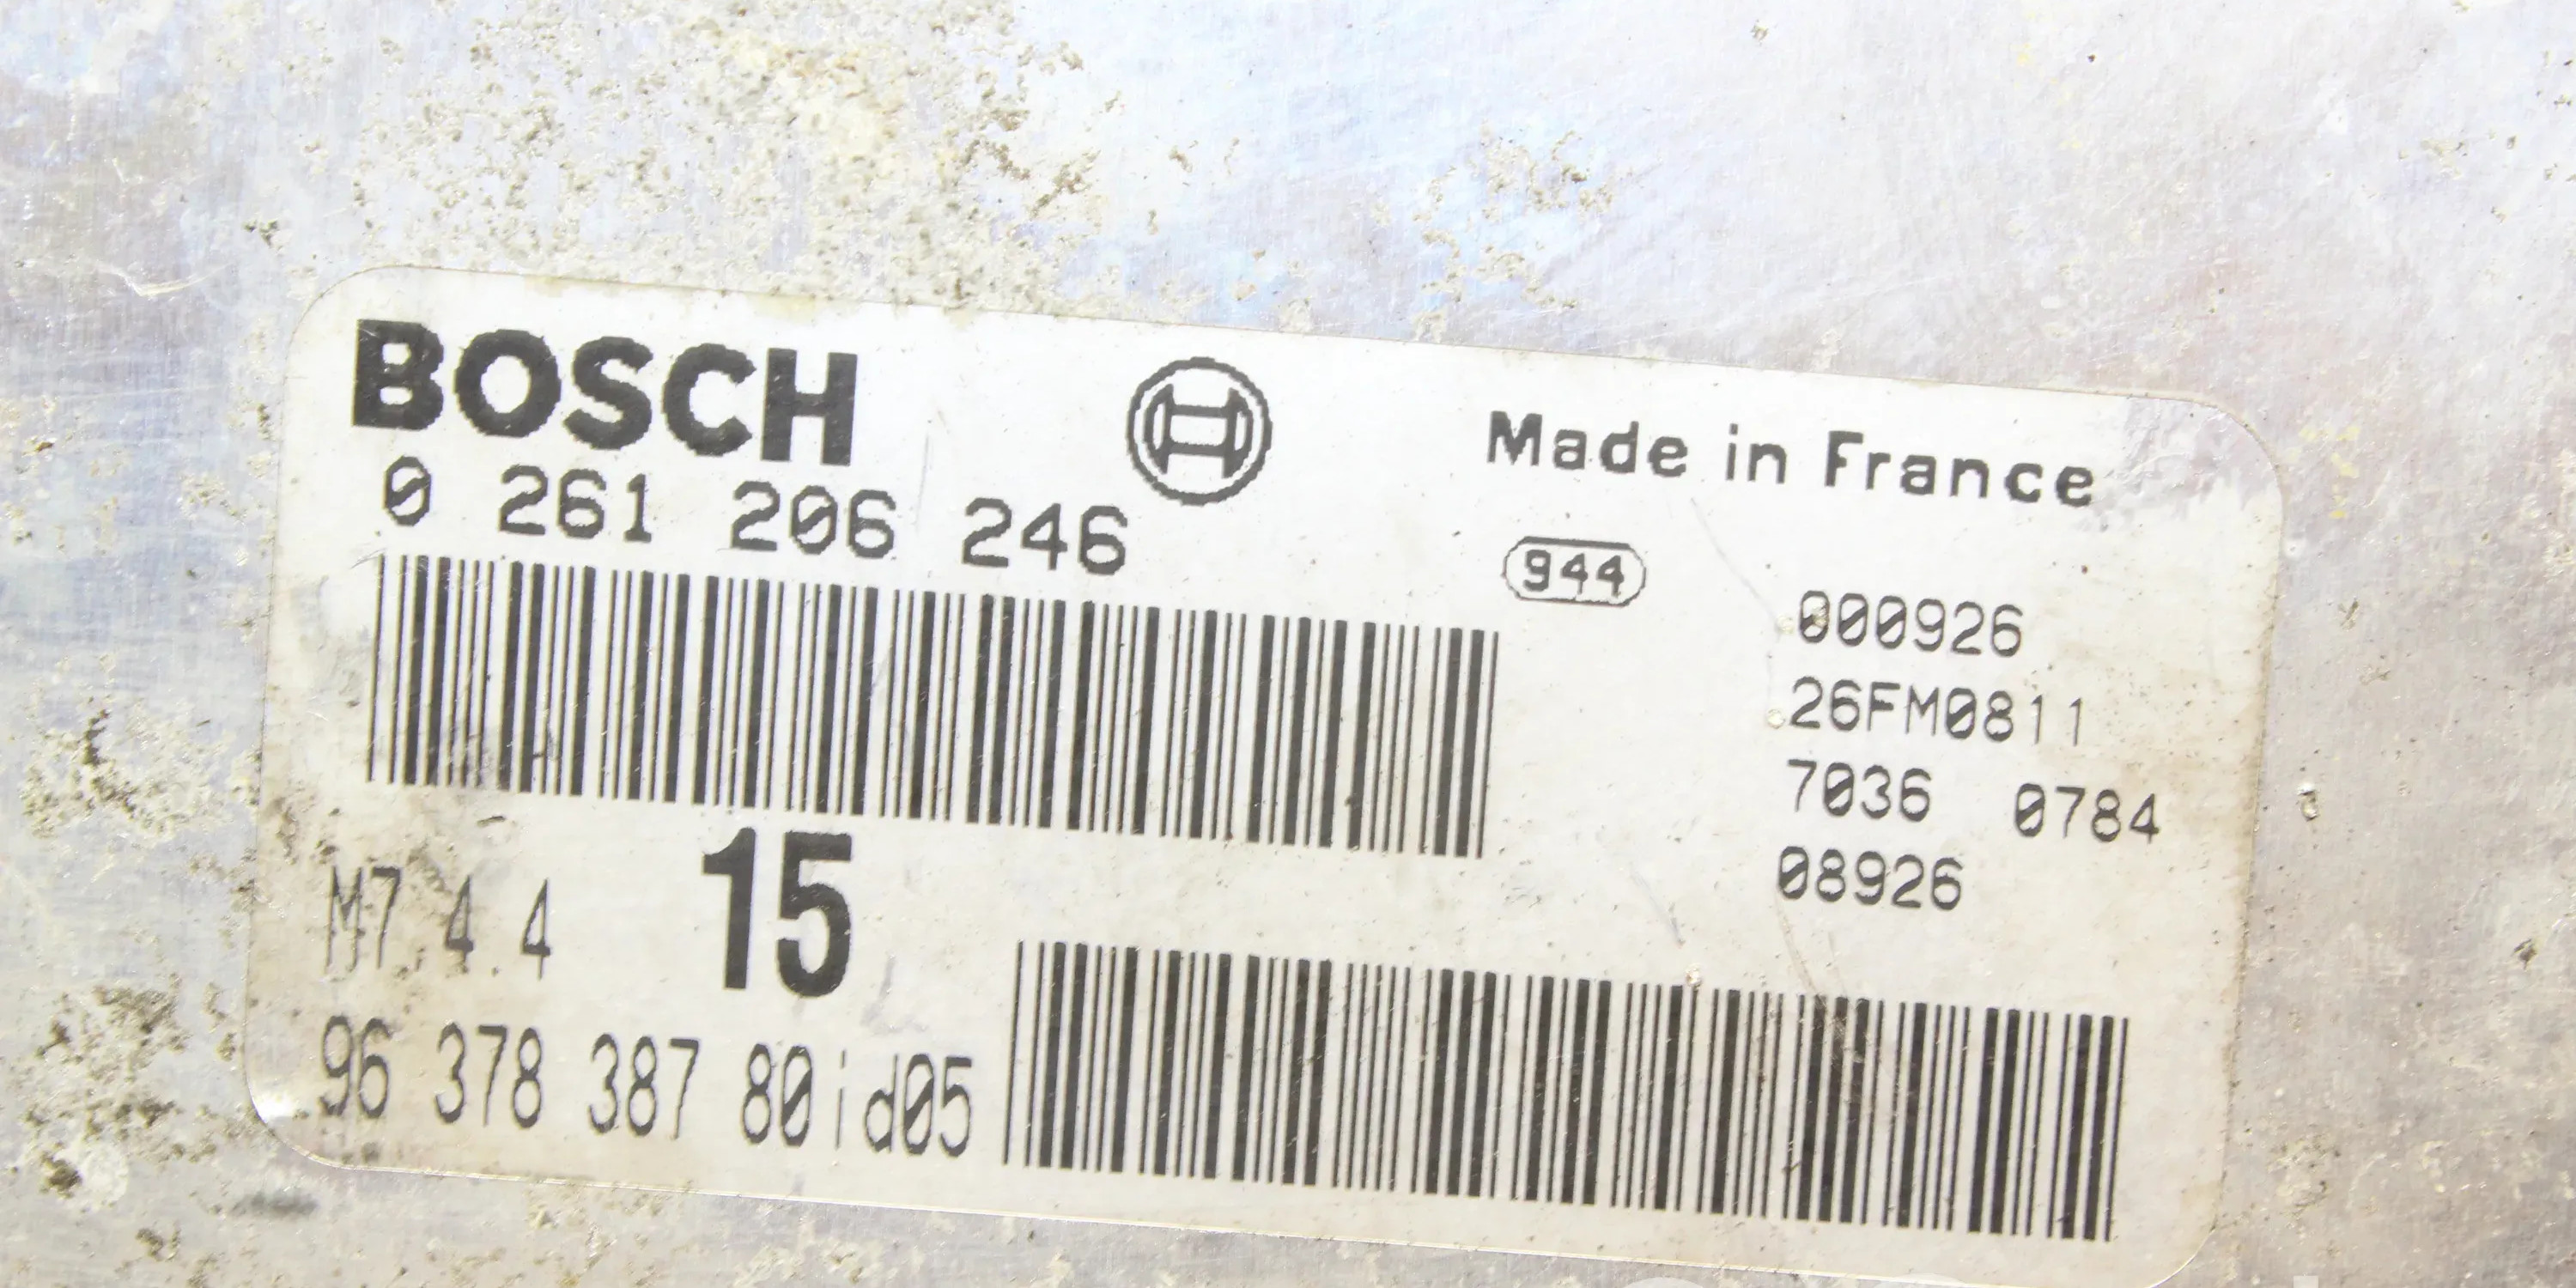 BOSCH
Made in France
0 261 206 246
944
000926
26FM0811
7036 0784
08926
M7.4.4
15
96 378 387 80id05